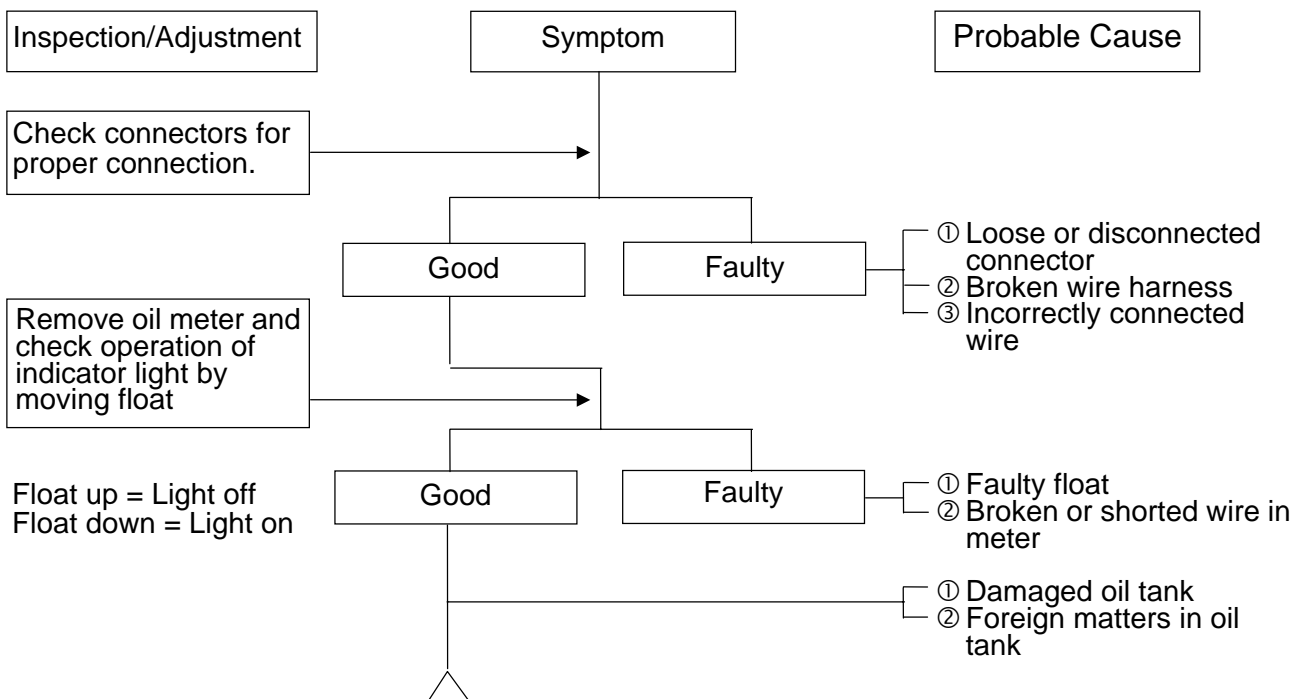 Inspection/Adjustment
Symptom
Probable Cause
Check connectors for
proper connection.
Good
Faulty
① Loose or disconnected
connector
② Broken wire harness
③ Incorrectly connected
wire
Remove oil meter and
check operation of
indicator light by
moving float
Float up = Light off
Float down = Light on
Good
Faulty
① Faulty float
② Broken or shorted wire in
meter
① Damaged oil tank
② Foreign matters in oil
tank